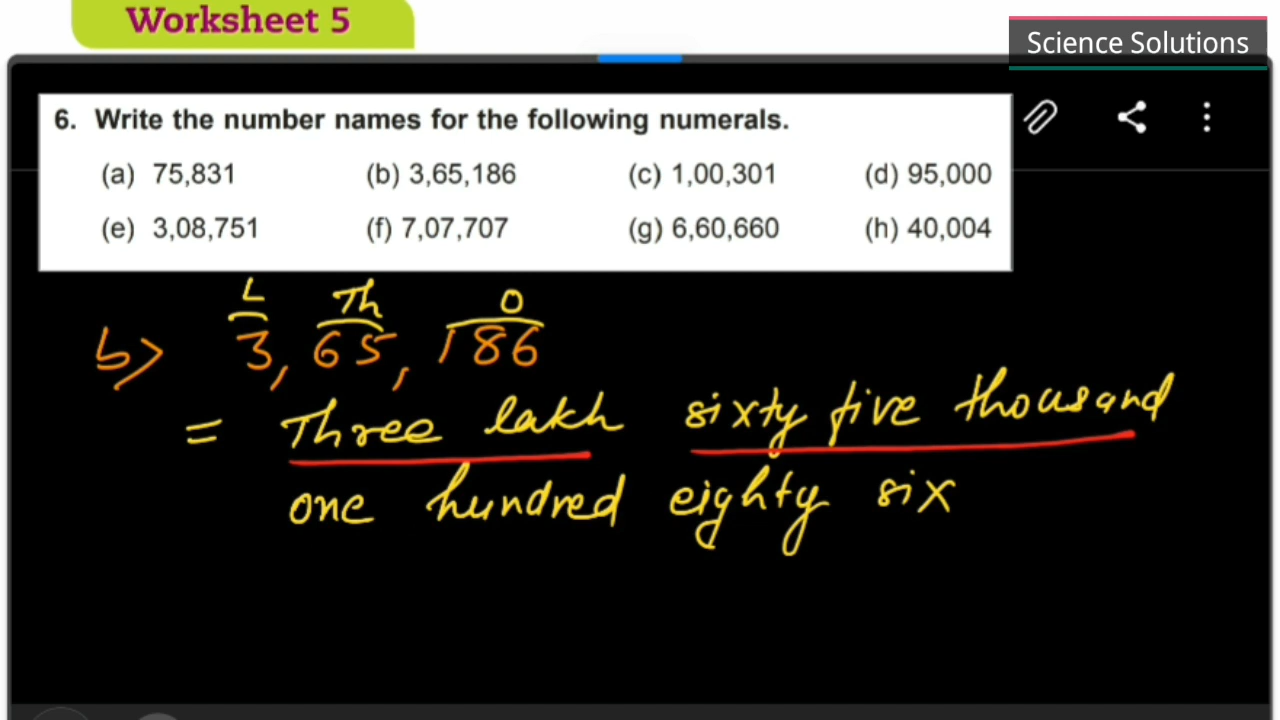 Worksheet 5
Science Solutions
6. Write the number names for the following numerals.
(a) 75,831 (b) 3,65,186 (c) 1,00,301 (d) 95,000
(e) 3,08,751 (f) 7,07,707 (g) 6,60,660 (h) 40,004
L Th O
b) 3, 65, 186
= Three lakh sixty five thousand
one hundred eighty six